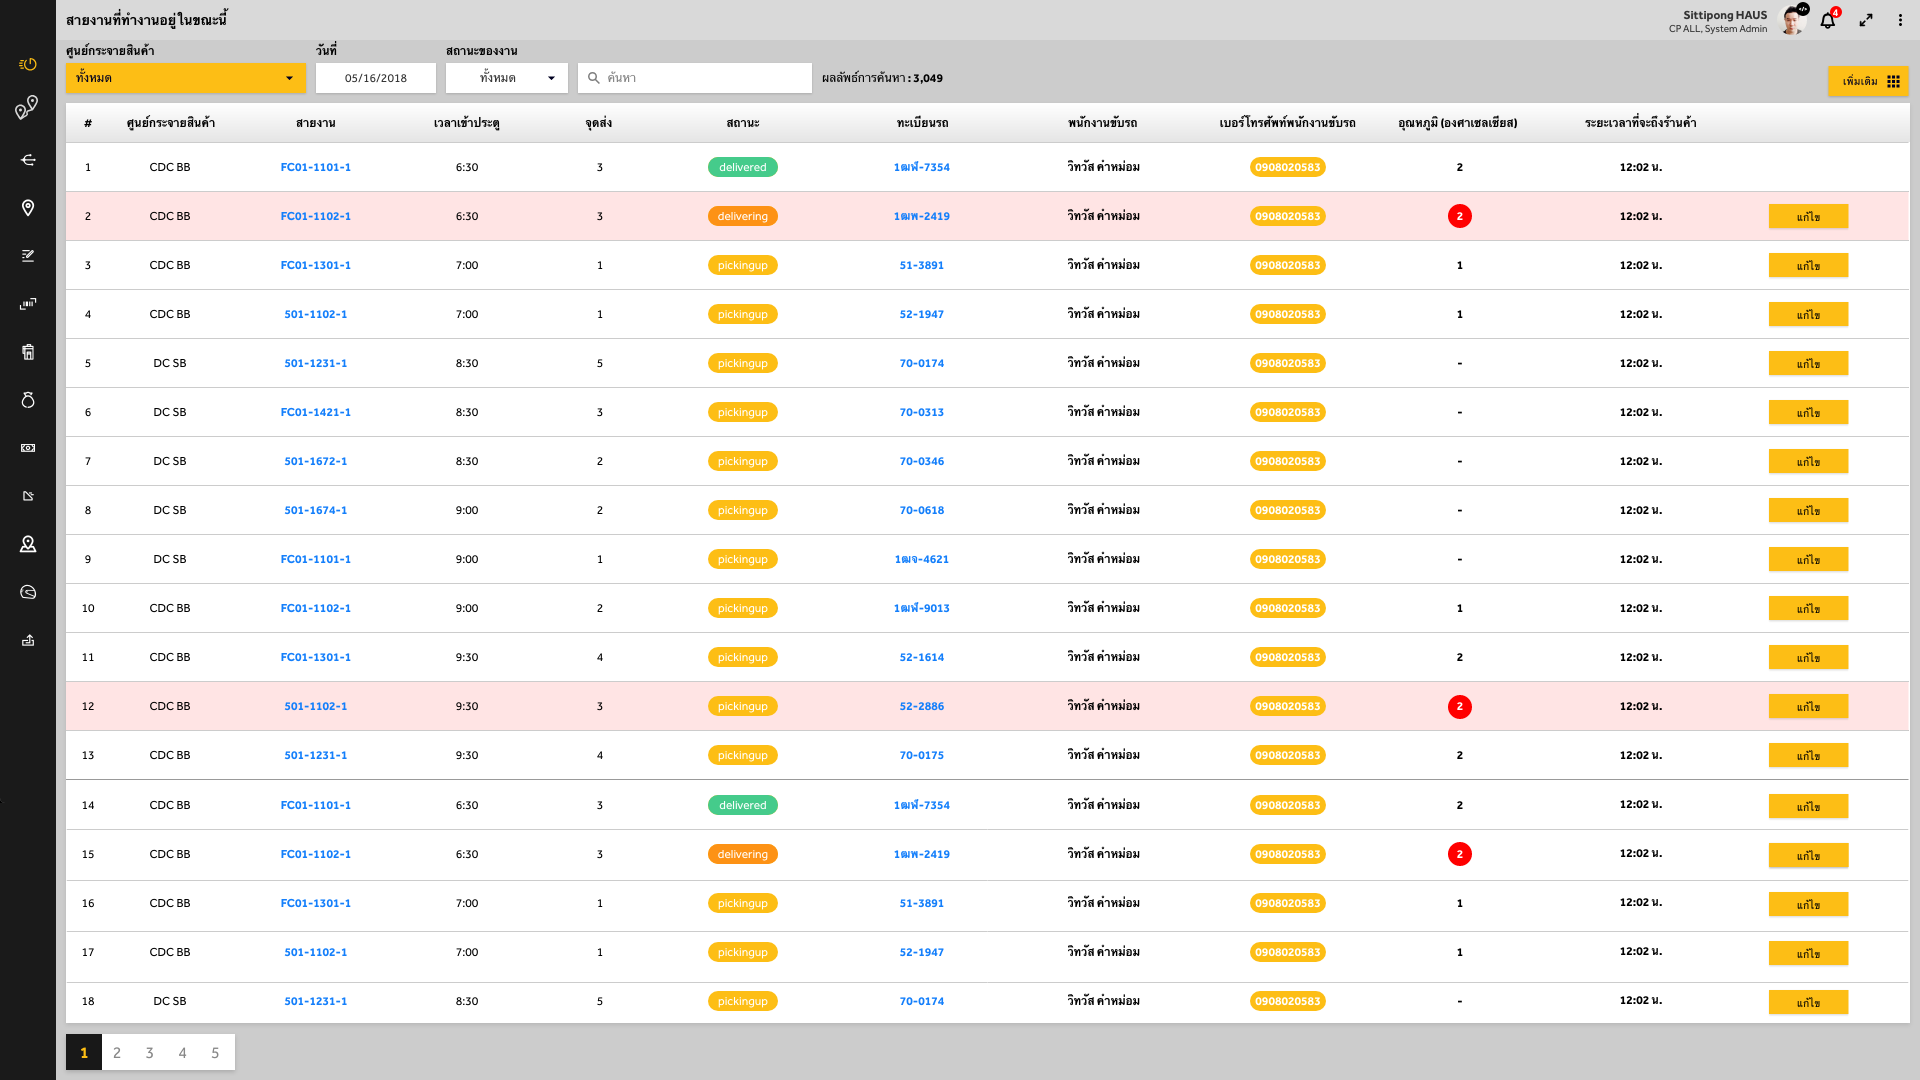 สายงานที่ทำงานอยู่ในขณะนี้
Sittipong HAUS
CP ALL, System Admin
4
ศูนย์กระจายสินค้า วันที่ สถานะของงาน
ทั้งหมด 05/16/2018 ทั้งหมด ค้นหา ผลลัพธ์การค้นหา : 3,049 เพิ่มเติม
# ศูนย์กระจายสินค้า สายงาน เวลาเข้าประตู จุดส่ง สถานะ ทะเบียนรถ พนักงานขับรถ เบอร์โทรศัพท์พนักงานขับรถ อุณหภูมิ (องศาเซลเซียส) ระยะเวลาที่จะถึงร้านค้า
1 CDC BB FC01-1101-1 6:30 3 delivered 1ฒฬ-7354 วิทวัส ค่าหม่อม 0908020583 2 12:02 น.
2 CDC BB FC01-1102-1 6:30 3 delivering 1ฒพ-2419 วิทวัส ค่าหม่อม 0908020583 2 12:02 น. แก้ไข
3 CDC BB FC01-1301-1 7:00 1 pickingup 51-3891 วิทวัส ค่าหม่อม 0908020583 1 12:02 น. แก้ไข
4 CDC BB 501-1102-1 7:00 1 pickingup 52-1947 วิทวัส ค่าหม่อม 0908020583 1 12:02 น. แก้ไข
5 DC SB 501-1231-1 8:30 5 pickingup 70-0174 วิทวัส ค่าหม่อม 0908020583 - 12:02 น. แก้ไข
6 DC SB FC01-1421-1 8:30 3 pickingup 70-0313 วิทวัส ค่าหม่อม 0908020583 - 12:02 น. แก้ไข
7 DC SB 501-1672-1 8:30 2 pickingup 70-0346 วิทวัส ค่าหม่อม 0908020583 - 12:02 น. แก้ไข
8 DC SB 501-1674-1 9:00 2 pickingup 70-0618 วิทวัส ค่าหม่อม 0908020583 - 12:02 น. แก้ไข
9 DC SB FC01-1101-1 9:00 1 pickingup 1ฒจ-4621 วิทวัส ค่าหม่อม 0908020583 - 12:02 น. แก้ไข
10 CDC BB FC01-1102-1 9:00 2 pickingup 1ฒฬ-9013 วิทวัส ค่าหม่อม 0908020583 1 12:02 น. แก้ไข
11 CDC BB FC01-1301-1 9:30 4 pickingup 52-1614 วิทวัส ค่าหม่อม 0908020583 2 12:02 น. แก้ไข
12 CDC BB 501-1102-1 9:30 3 pickingup 52-2886 วิทวัส ค่าหม่อม 0908020583 2 12:02 น. แก้ไข
13 CDC BB 501-1231-1 9:30 4 pickingup 70-0175 วิทวัส ค่าหม่อม 0908020583 2 12:02 น. แก้ไข
14 CDC BB FC01-1101-1 6:30 3 delivered 1ฒฬ-7354 วิทวัส ค่าหม่อม 0908020583 2 12:02 น. แก้ไข
15 CDC BB FC01-1102-1 6:30 3 delivering 1ฒพ-2419 วิทวัส ค่าหม่อม 0908020583 2 12:02 น. แก้ไข
16 CDC BB FC01-1301-1 7:00 1 pickingup 51-3891 วิทวัส ค่าหม่อม 0908020583 1 12:02 น. แก้ไข
17 CDC BB 501-1102-1 7:00 1 pickingup 52-1947 วิทวัส ค่าหม่อม 0908020583 1 12:02 น. แก้ไข
18 DC SB 501-1231-1 8:30 5 pickingup 70-0174 วิทวัส ค่าหม่อม 0908020583 - 12:02 น. แก้ไข
1 2 3 4 5